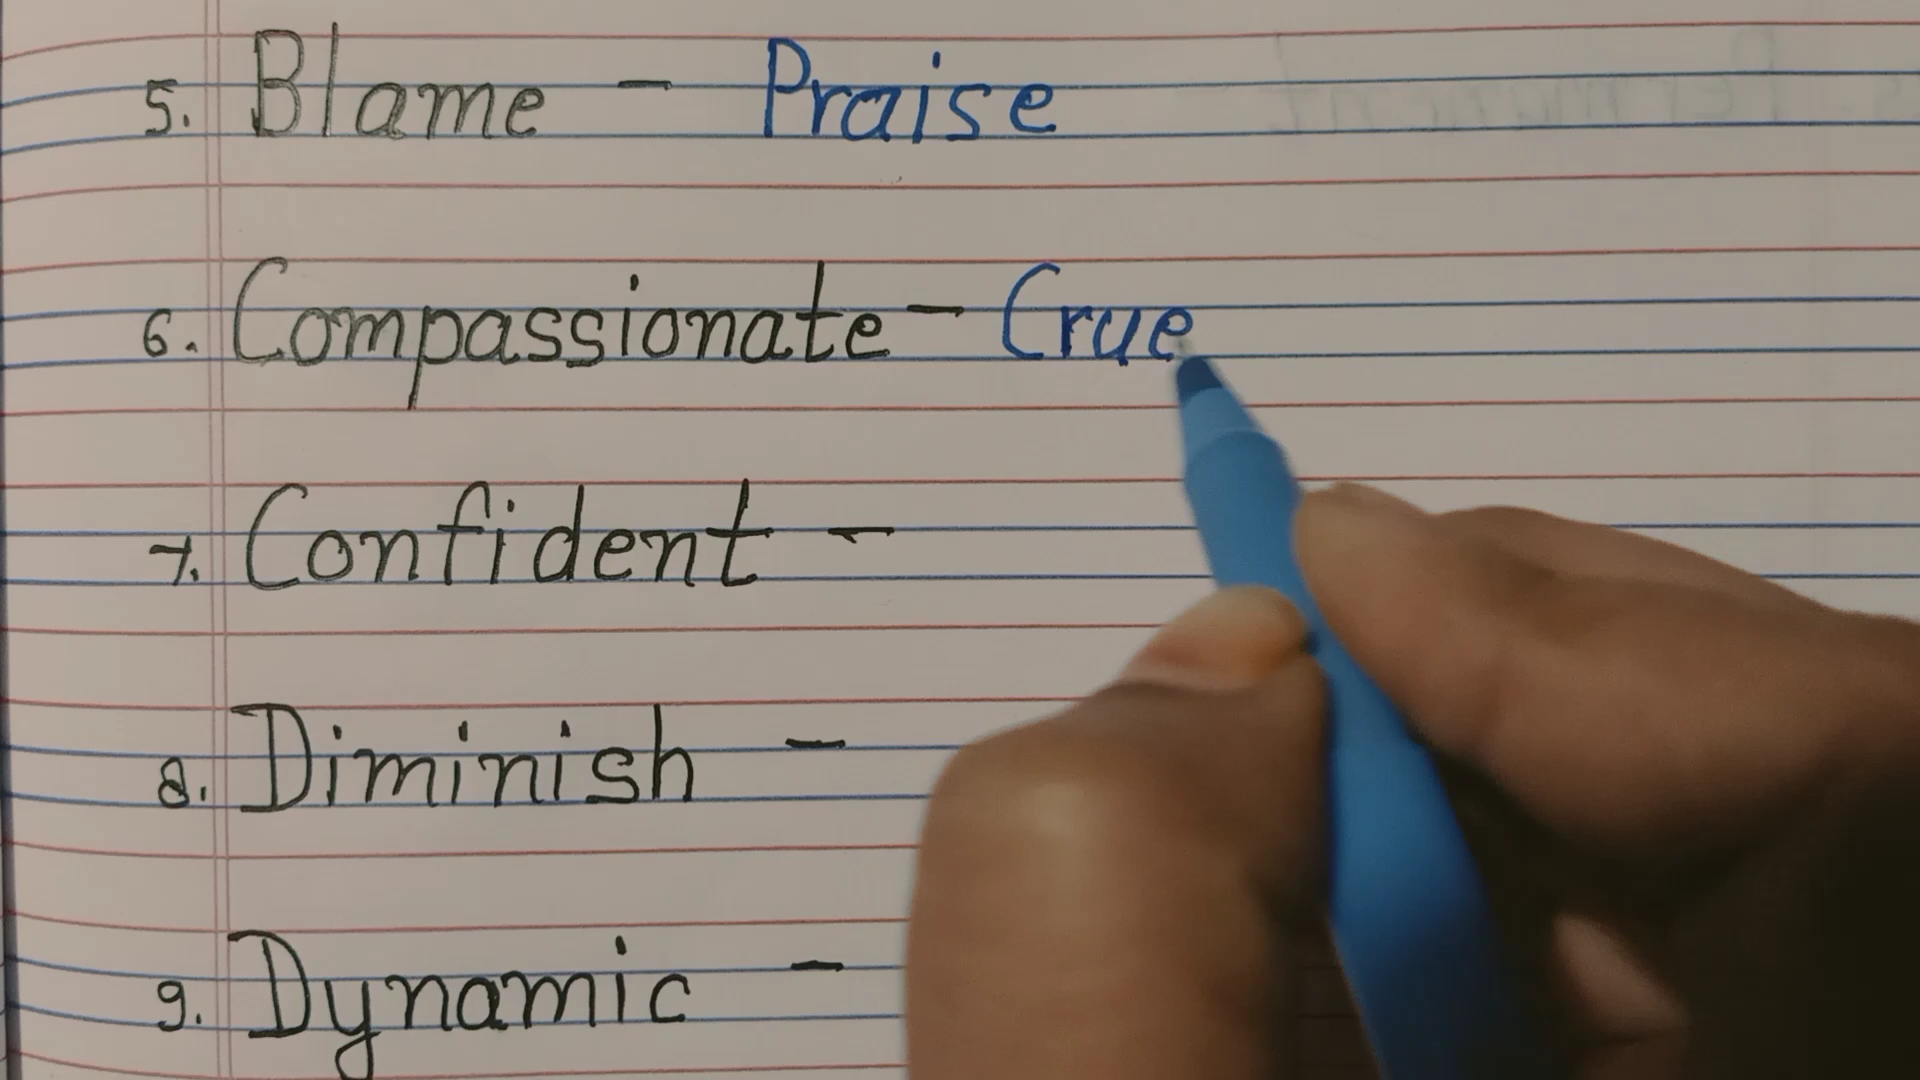 5. Blame - Praise
6. Compassionate - Crue
7. Confident -
8. Diminish -
9. Dynamic -